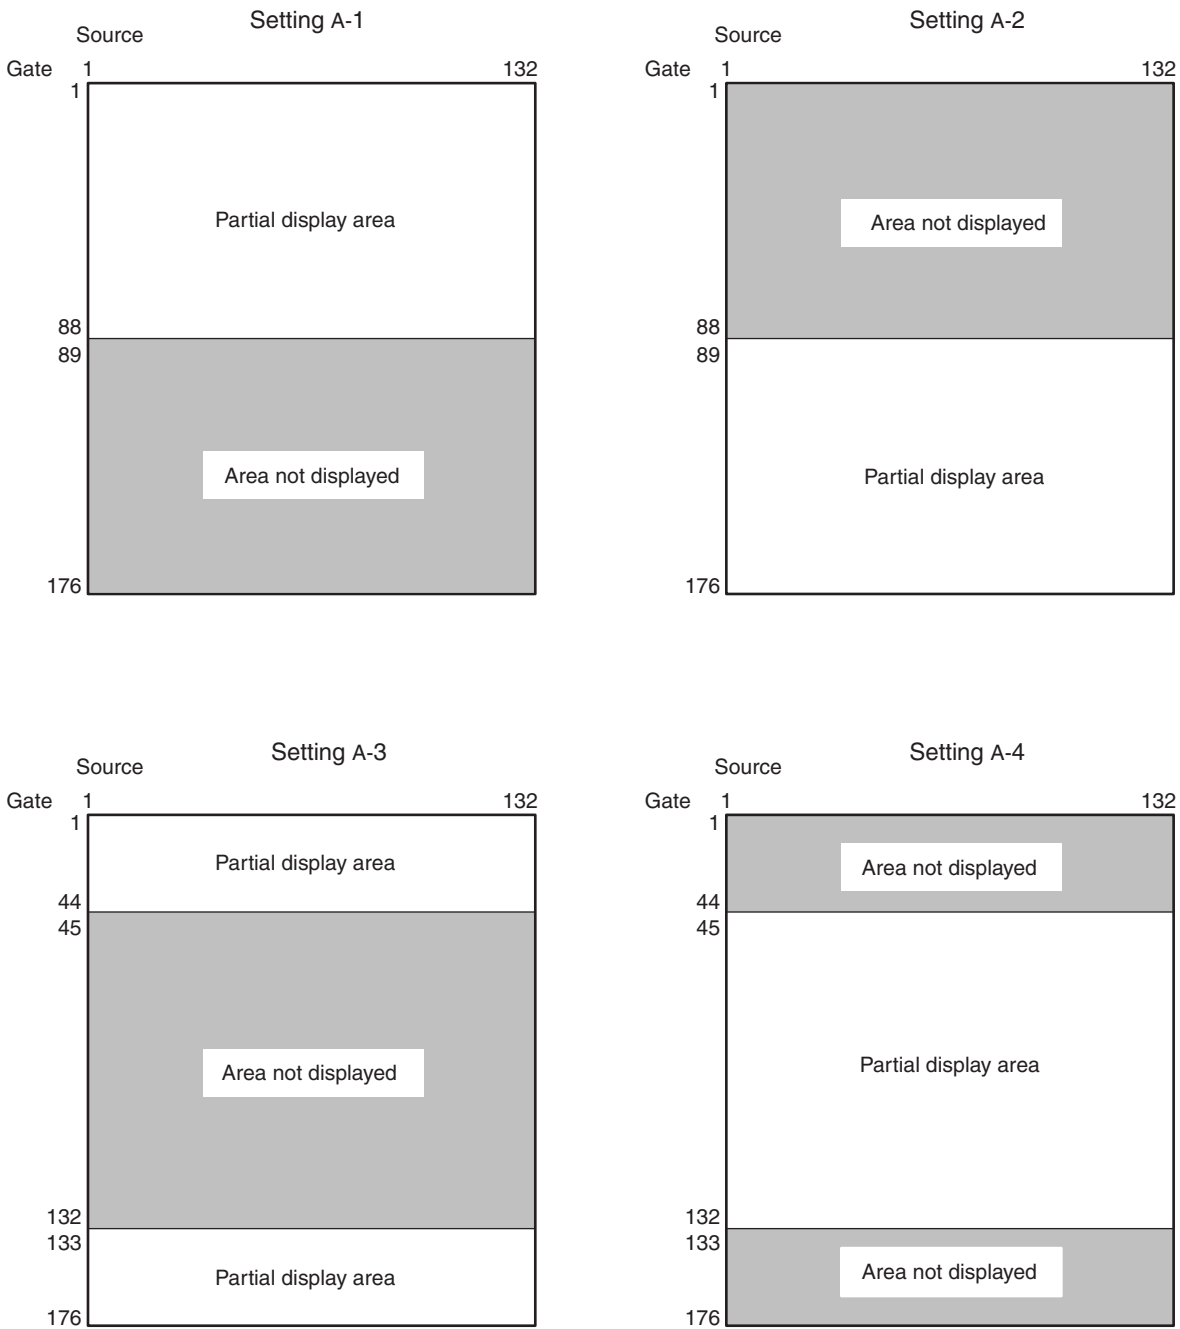 Setting A-1
Source
Gate 1 132
1
Partial display area
88
89
Area not displayed
176
Setting A-2
Source
Gate 1 132
1
Area not displayed
88
89
Partial display area
176
Setting A-3
Source
Gate 1 132
1
Partial display area
44
45
Area not displayed
132
133
Partial display area
176
Setting A-4
Source
Gate 1 132
1
Area not displayed
44
45
Partial display area
132
133
Area not displayed
176